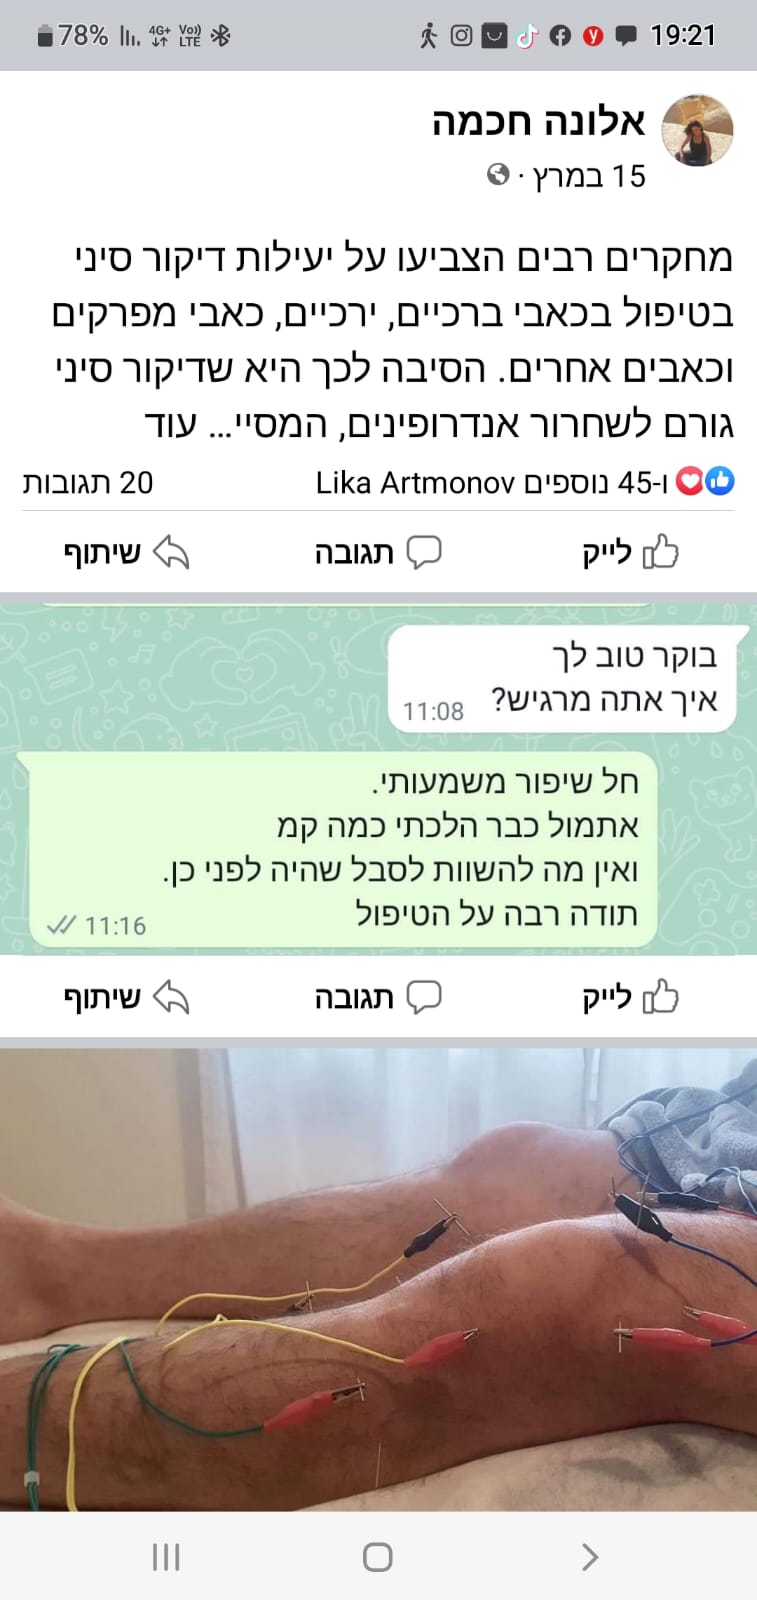 78% 4G+ Vo)) LTE 19:21
אלונה חכמה
15 במרץ ·
מחקרים רבים הצביעו על יעילות דיקור סיני
בטיפול בכאבי ברכיים, ירכיים, כאבי מפרקים
וכאבים אחרים. הסיבה לכך היא שדיקור סיני
גורם לשחרור אנדרופינים, המסיי... עוד
Lika Artmonov ו-45 נוספים
20 תגובות
לייק תגובה שיתוף
בוקר טוב לך
איך אתה מרגיש?
11:08
חל שיפור משמעותי.
אתמול כבר הלכתי כמה קמ
ואין מה להשוות לסבל שהיה לפני כן.
תודה רבה על הטיפול
11:16
לייק תגובה שיתוף